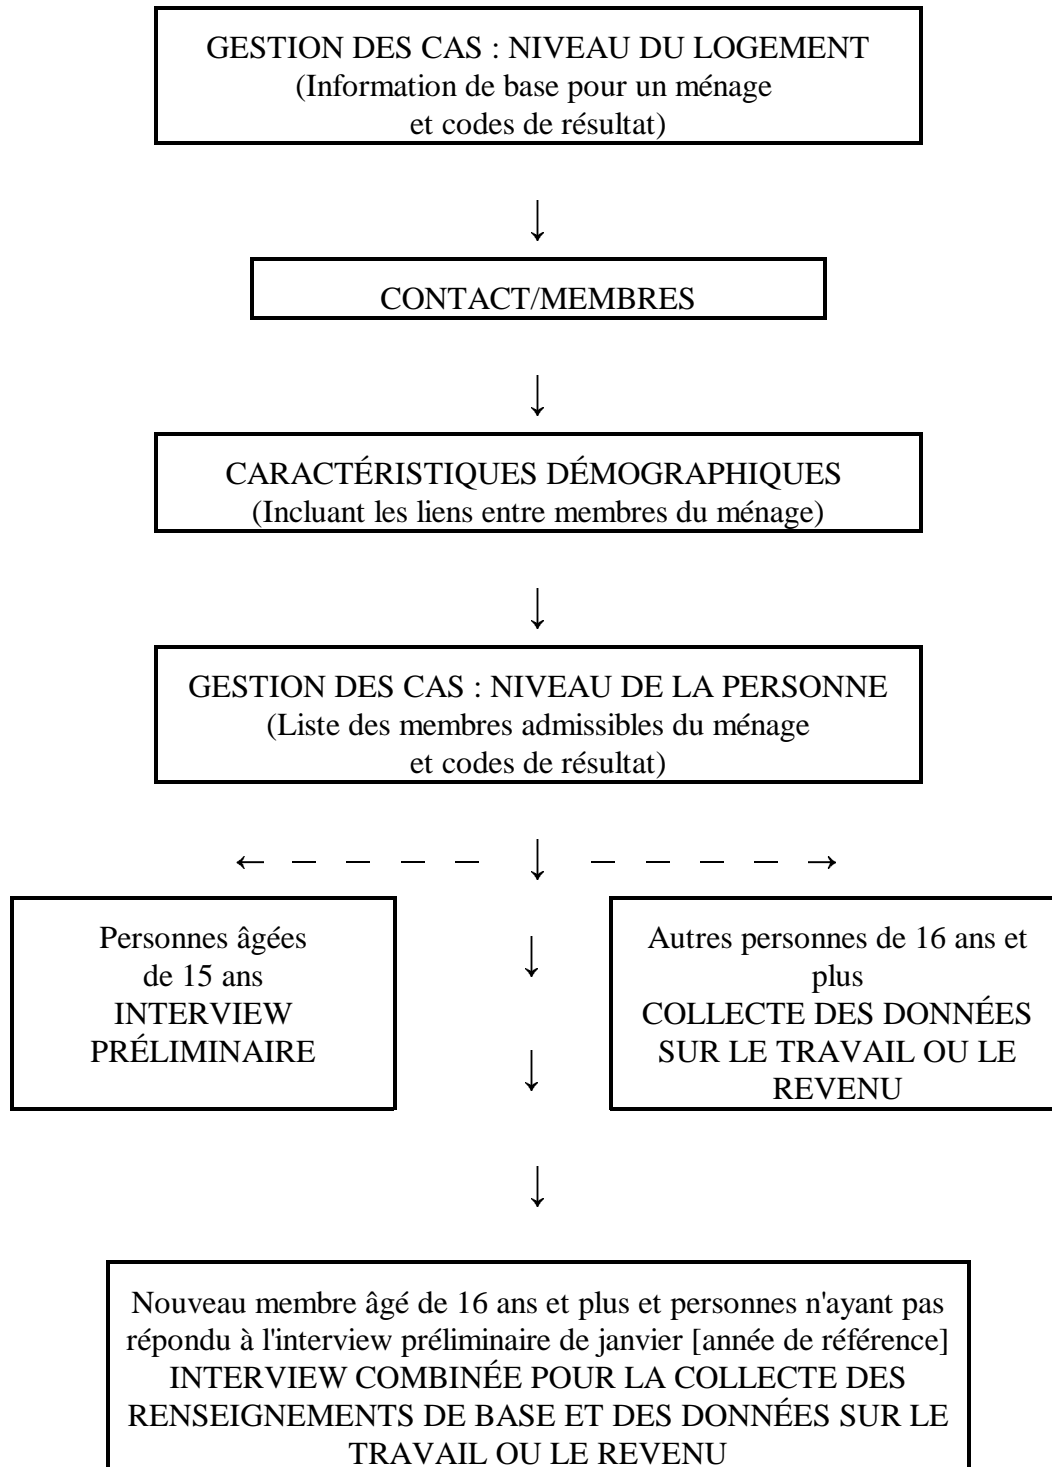 GESTION DES CAS : NIVEAU DU LOGEMENT
(Information de base pour un ménage
et codes de résultat)
↓
CONTACT/MEMBRES
↓
CARACTÉRISTIQUES DÉMOGRAPHIQUES
(Incluant les liens entre membres du ménage)
↓
GESTION DES CAS : NIVEAU DE LA PERSONNE
(Liste des membres admissibles du ménage
et codes de résultat)
← — — — — ↓ — — — — →
Personnes âgées
de 15 ans
INTERVIEW
PRÉLIMINAIRE
↓
↓
Autres personnes de 16 ans et
plus
COLLECTE DES DONNÉES
SUR LE TRAVAIL OU LE
REVENU
↓
Nouveau membre âgé de 16 ans et plus et personnes n'ayant pas
répondu à l'interview préliminaire de janvier [année de référence]
INTERVIEW COMBINÉE POUR LA COLLECTE DES
RENSEIGNEMENTS DE BASE ET DES DONNÉES SUR LE
TRAVAIL OU LE REVENU